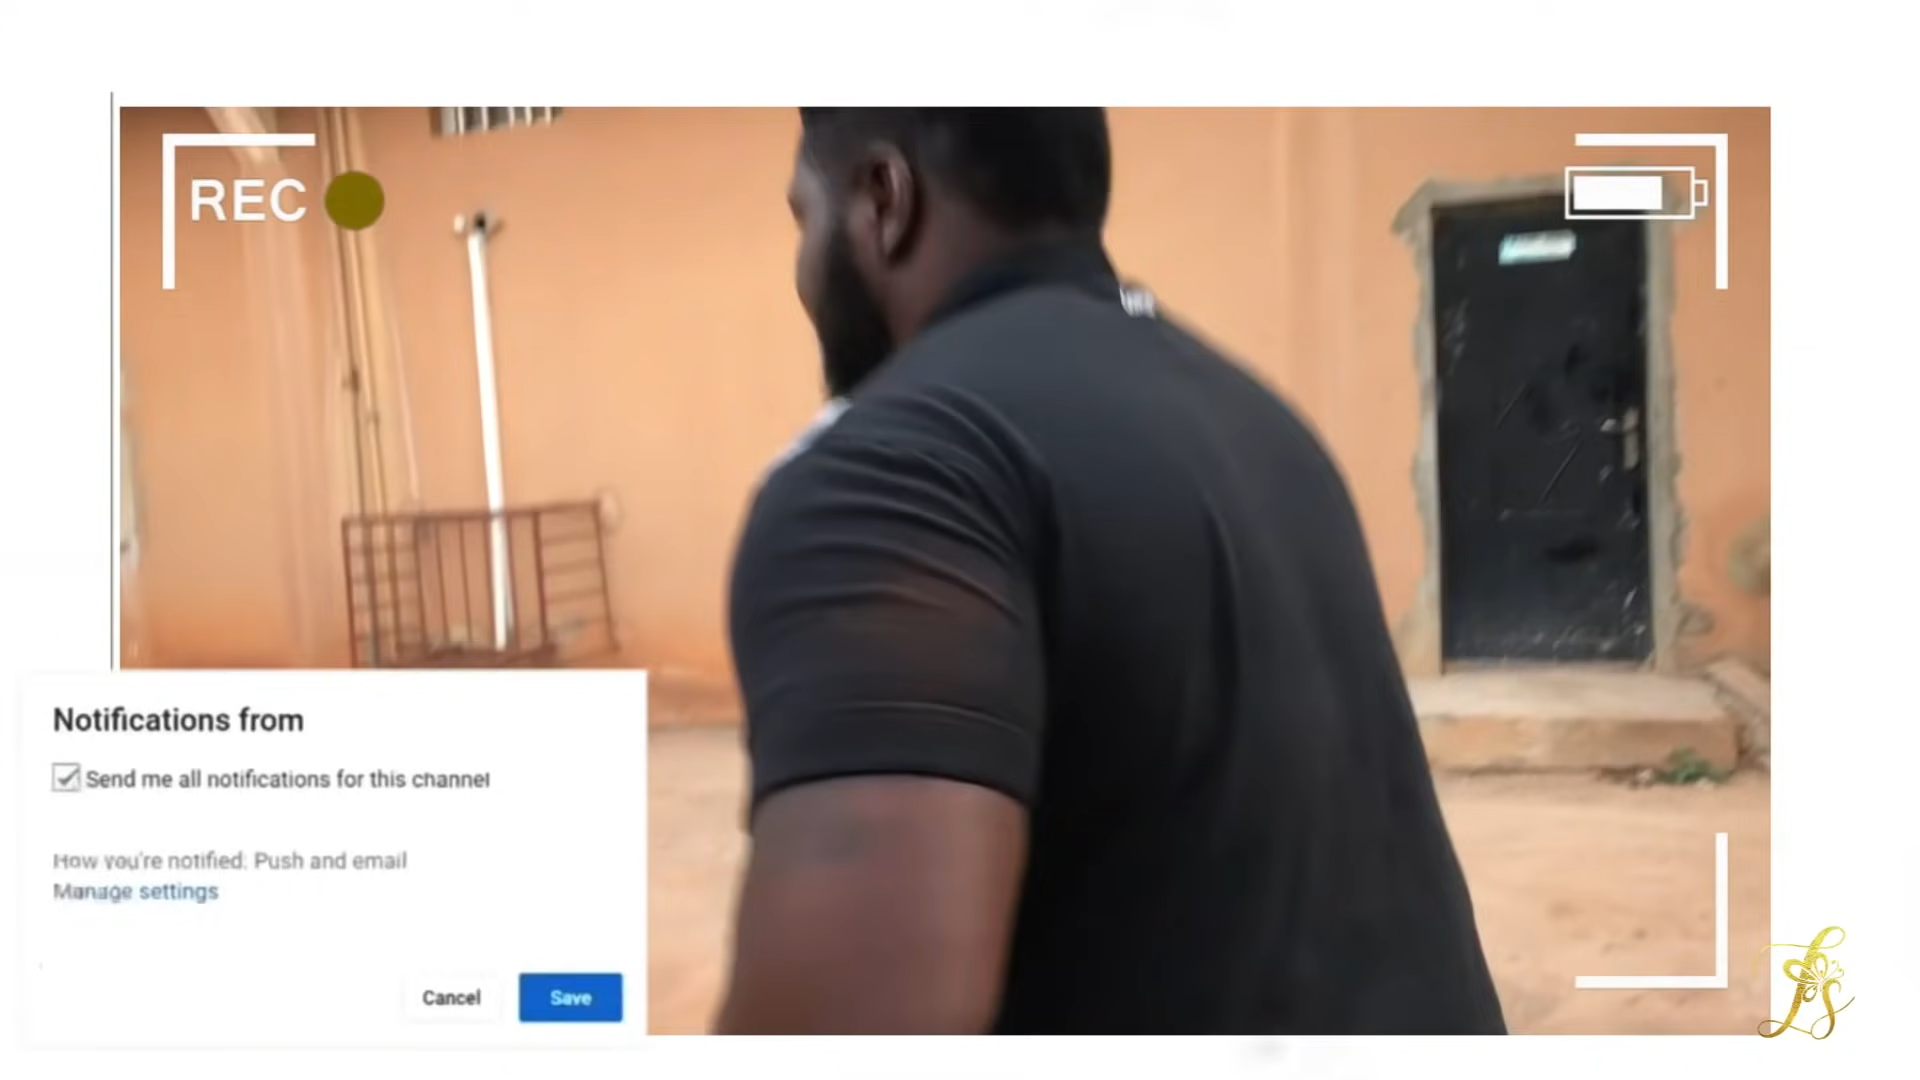 REC
Notifications from
Send me all notifications for this channel
How you're notified: Push and email
Manage settings
Cancel
Save